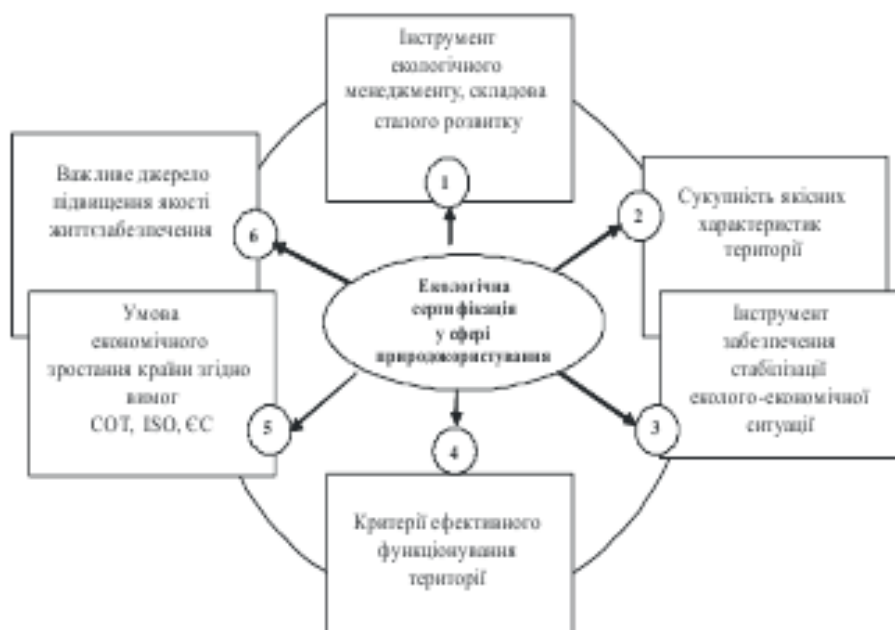 Інструмент
екологічного
менеджменту, складова
сталого розвитку
1
Сукупність якісних
характеристик
території
2
Інструмент
забезпечення
стабілізації
еколого-економічної
ситуації
3
Критерії ефективного
функціонування
території
4
Умова
економічного
зростання країни згідно
вимог
СОТ, ISO, ЄС
5
Важливе джерело
підвищення якості
життєзабезпечення
6
Екологічна
сертифікація
у сфері
природокористування